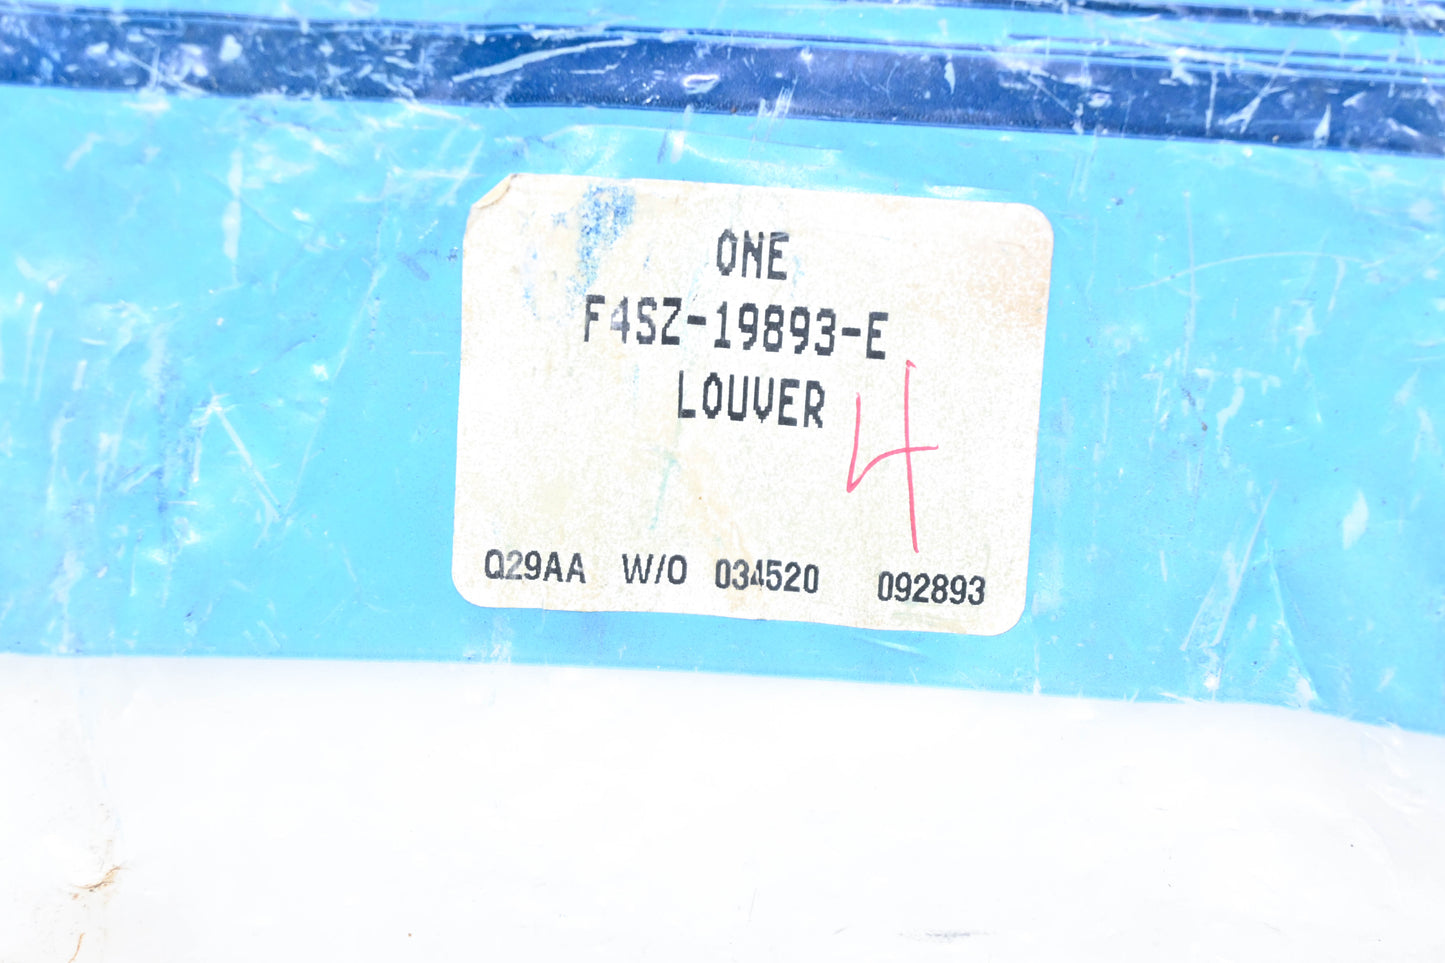 ONE
F4SZ-19893-E
LOUVER
4
Q29AA W/O 034520 092893